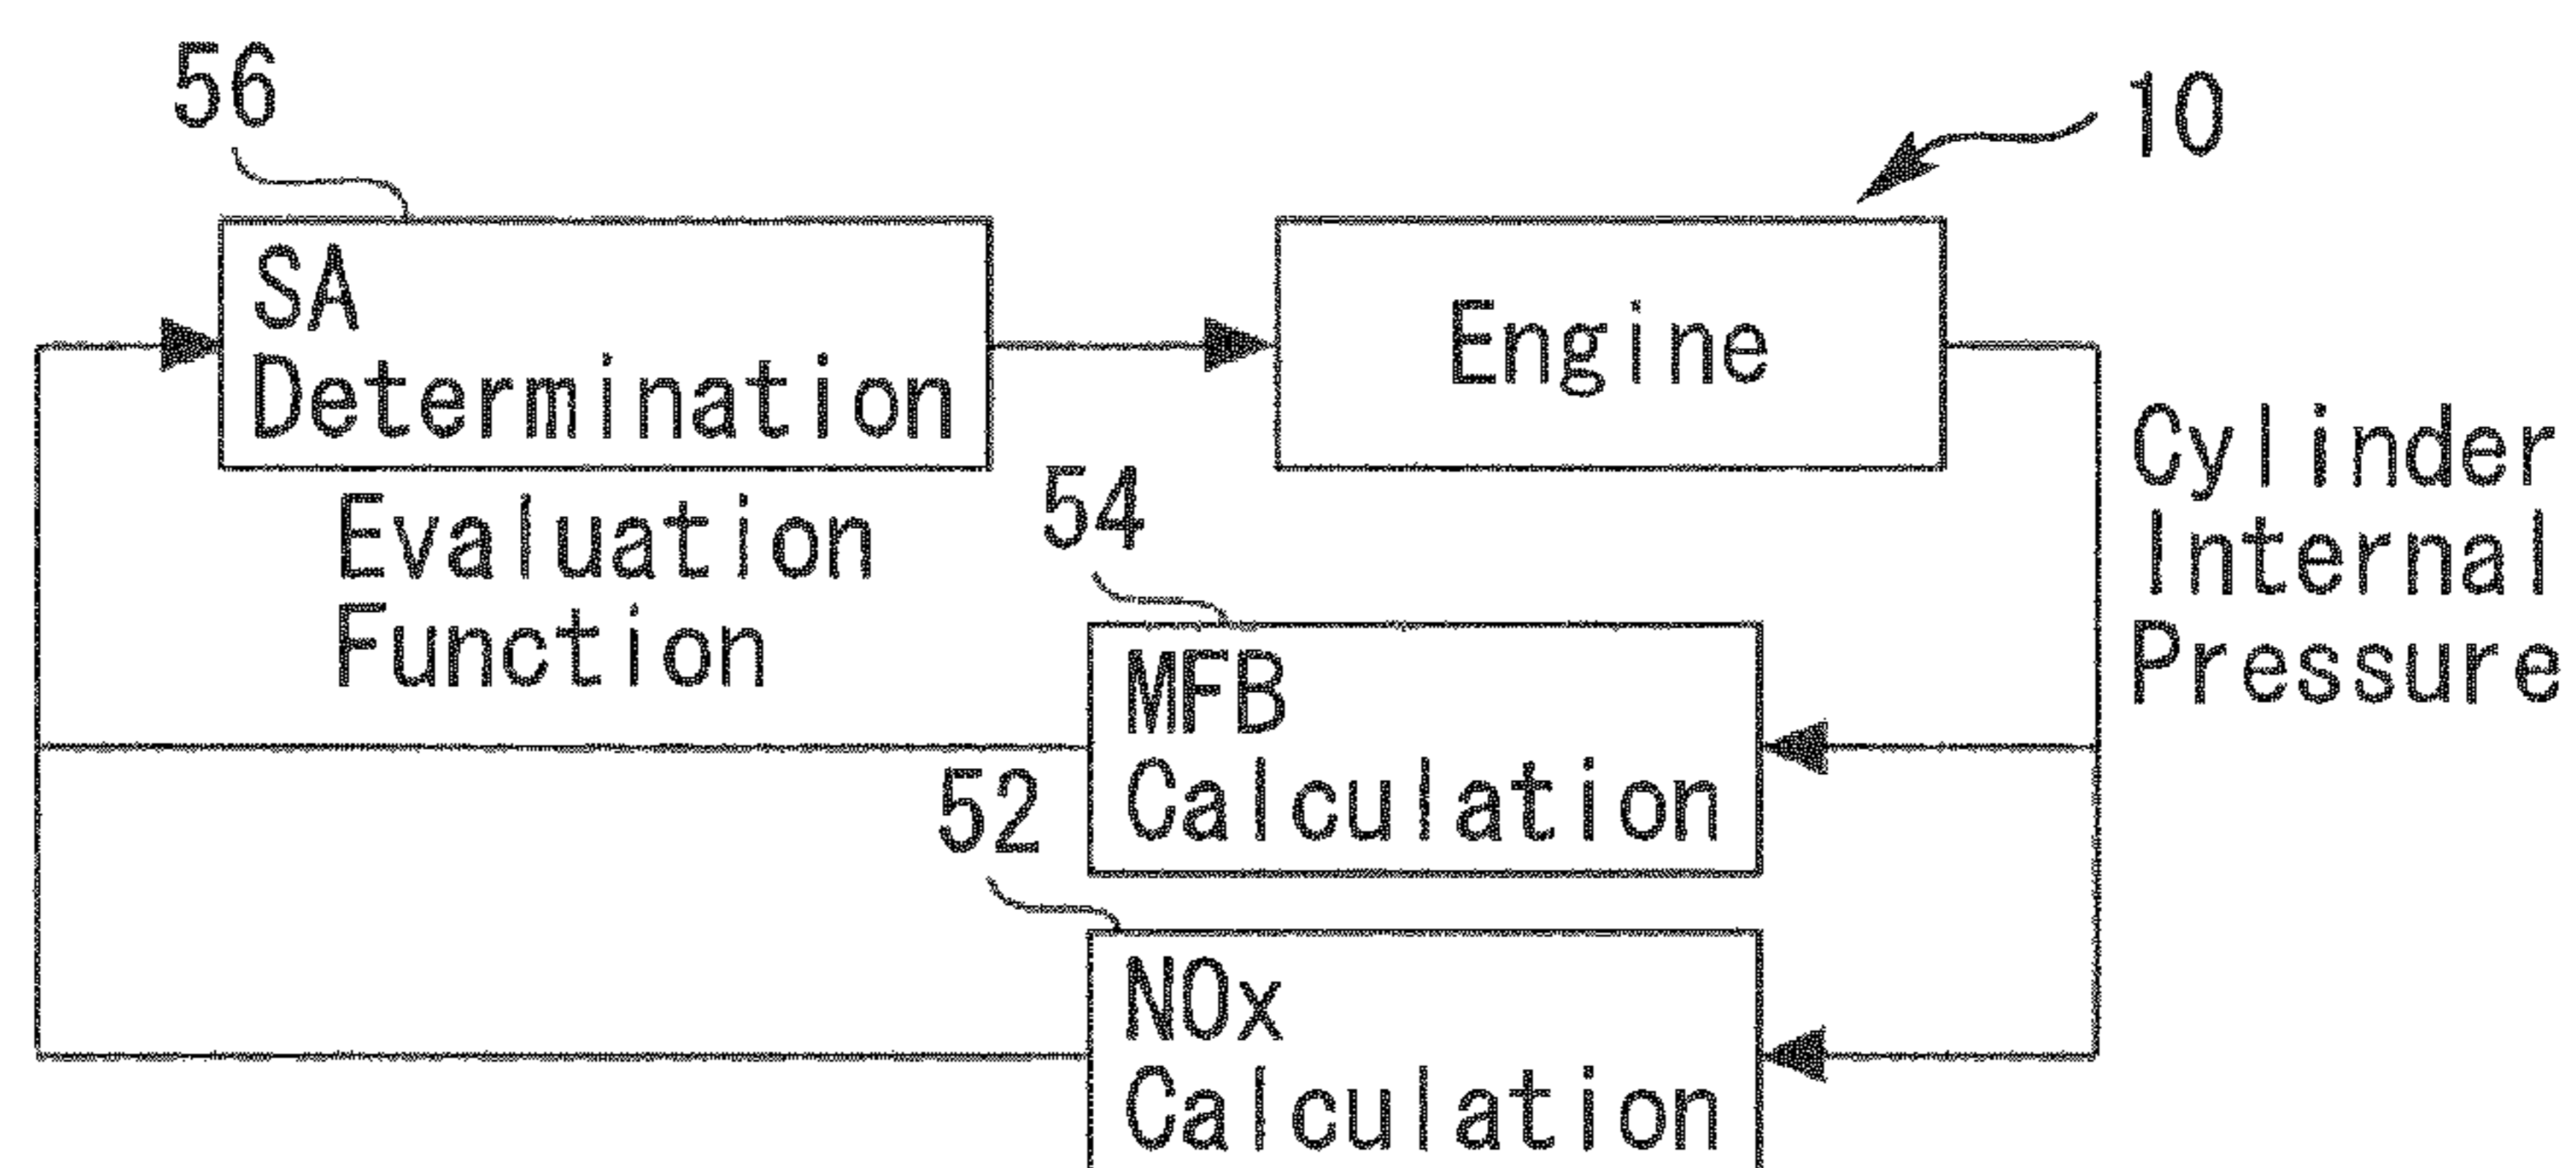 56
10
SA
Determination
Engine
Evaluation
Function
Cylinder
Internal
Pressure
54
MFB
Calculation
52
NOx
Calculation